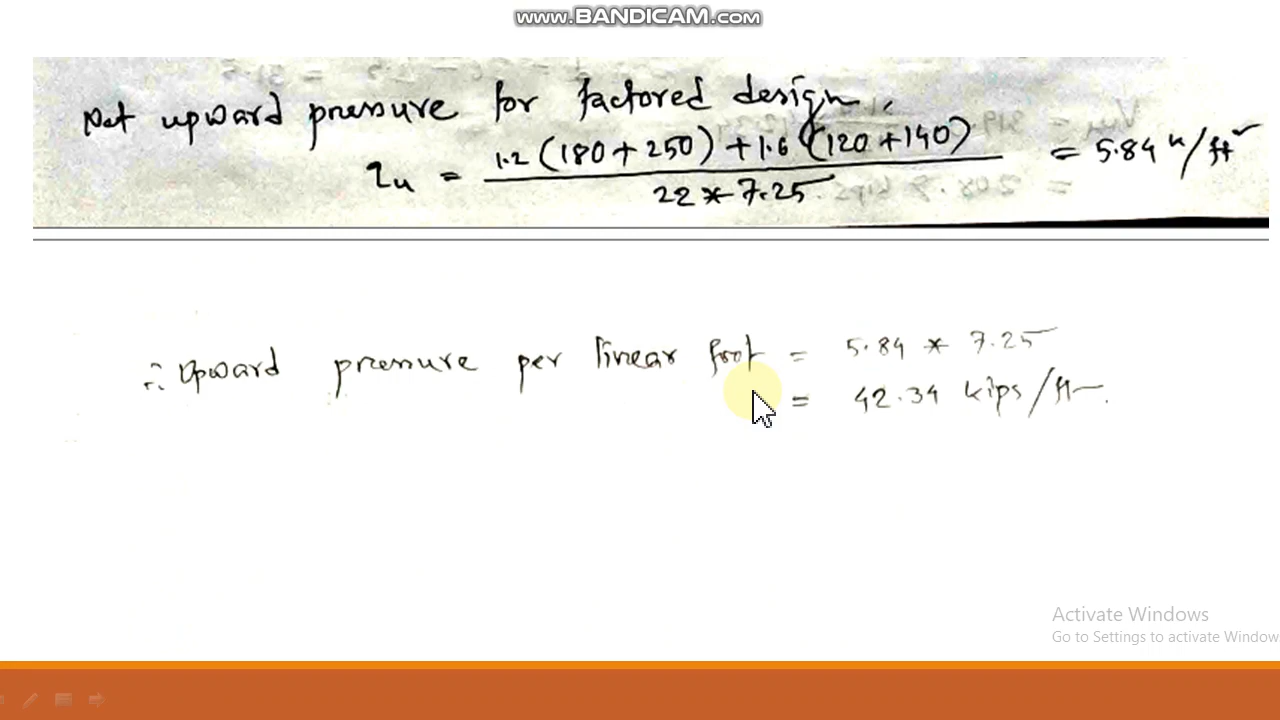 www.BANDICAM.com
Net upward pressure for factored design,
qu = 1.2 (180 + 250) + 1.6 (120 + 140) / 22 * 7.25 = 5.84 k/ft²
∴ Upward pressure per linear foot = 5.84 * 7.25
= 42.34 kips/ft.
Activate Windows
Go to Settings to activate Window